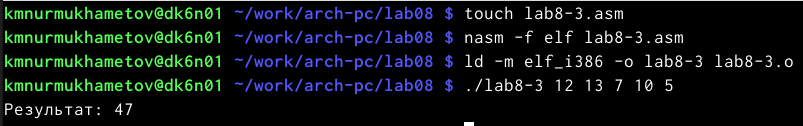 kmnurmukhametov@dk6n01 ~/work/arch-pc/lab08 $ touch lab8-3.asm
kmnurmukhametov@dk6n01 ~/work/arch-pc/lab08 $ nasm -f elf lab8-3.asm
kmnurmukhametov@dk6n01 ~/work/arch-pc/lab08 $ ld -m elf_i386 -o lab8-3 lab8-3.o
kmnurmukhametov@dk6n01 ~/work/arch-pc/lab08 $ ./lab8-3 12 13 7 10 5
Результат: 47